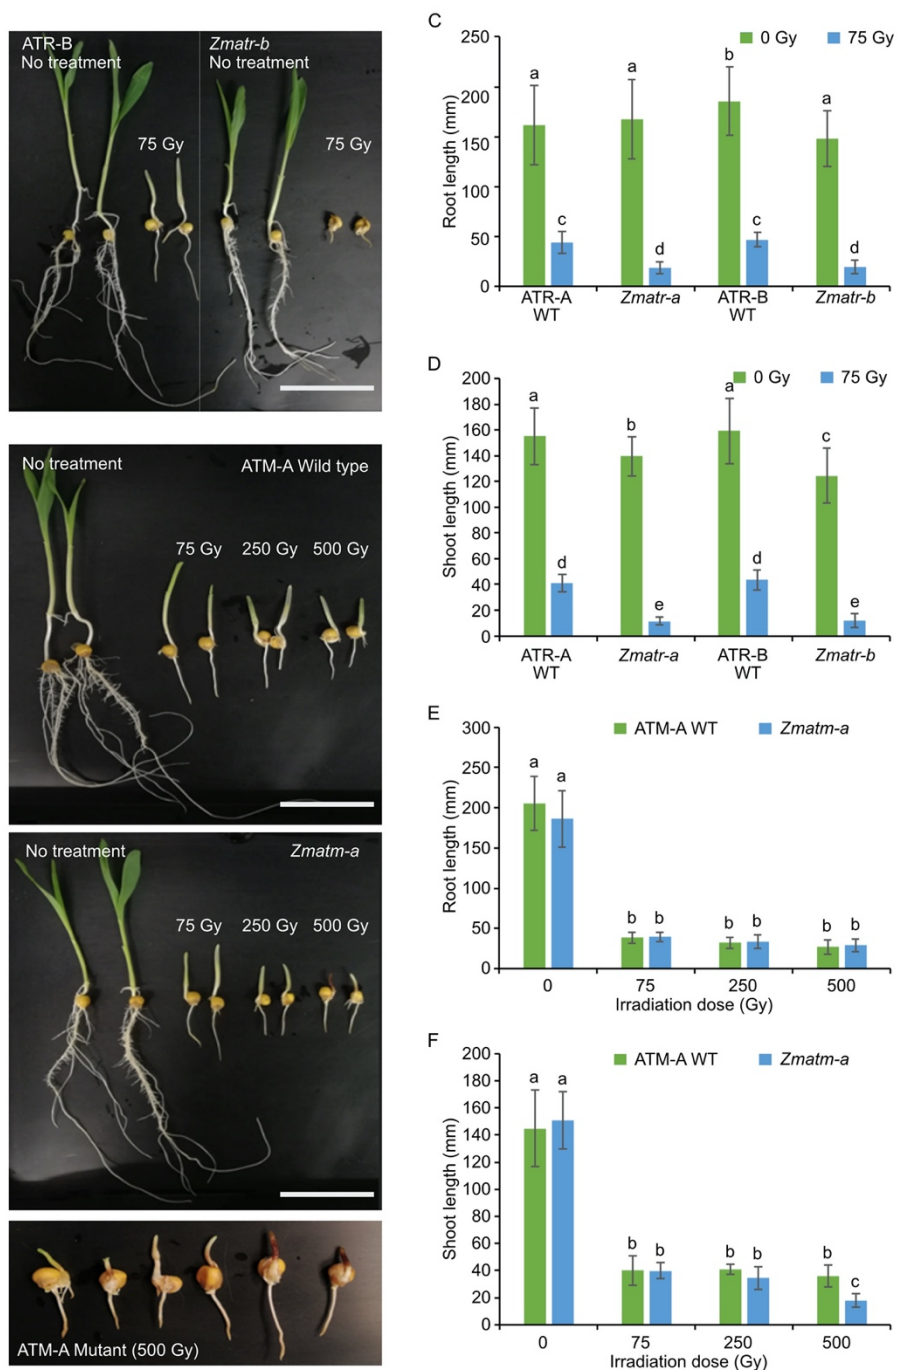 ATR-B
No treatment
Zmatr-b
No treatment
75 Gy
75 Gy
No treatment
ATM-A Wild type
75 Gy 250 Gy 500 Gy
No treatment
Zmatm-a
75 Gy 250 Gy 500 Gy
ATM-A Mutant (500 Gy)
C
0 Gy 75 Gy
Root length (mm)
250
200
150
100
50
0
a a b a
c d c d
ATR-A WT
Zmatr-a
ATR-B WT
Zmatr-b
D
0 Gy 75 Gy
Shoot length (mm)
200
180
160
140
120
100
80
60
40
20
0
a b a c
d e d e
ATR-A WT
Zmatr-a
ATR-B WT
Zmatr-b
E
ATM-A WT Zmatm-a
Root length (mm)
300
250
200
150
100
50
0
a a b b b b b b
0 75 250 500
Irradiation dose (Gy)
F
ATM-A WT Zmatm-a
Shoot length (mm)
200
180
160
140
120
100
80
60
40
20
0
a a b b b b b c
0 75 250 500
Irradiation dose (Gy)